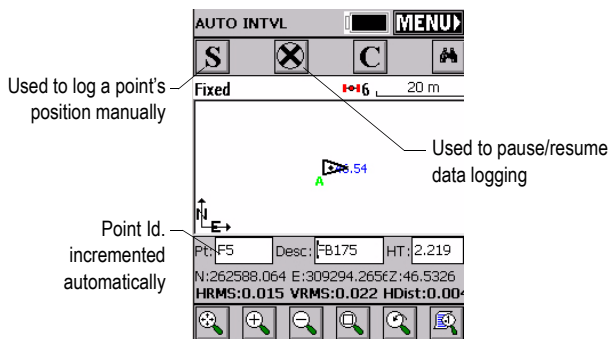 AUTO INTVL MENU
S C
Used to log a point's
position manually
Fixed 6 20 m
Used to pause/resume
data logging
46.54
A
N
E
Point Id.
incremented
automatically
Pt: F5 Desc: FB175 HT: 2.219
N:262588.064 E:309294.2656 Z:46.5326
HRMS:0.015 VRMS:0.022 HDist:0.004